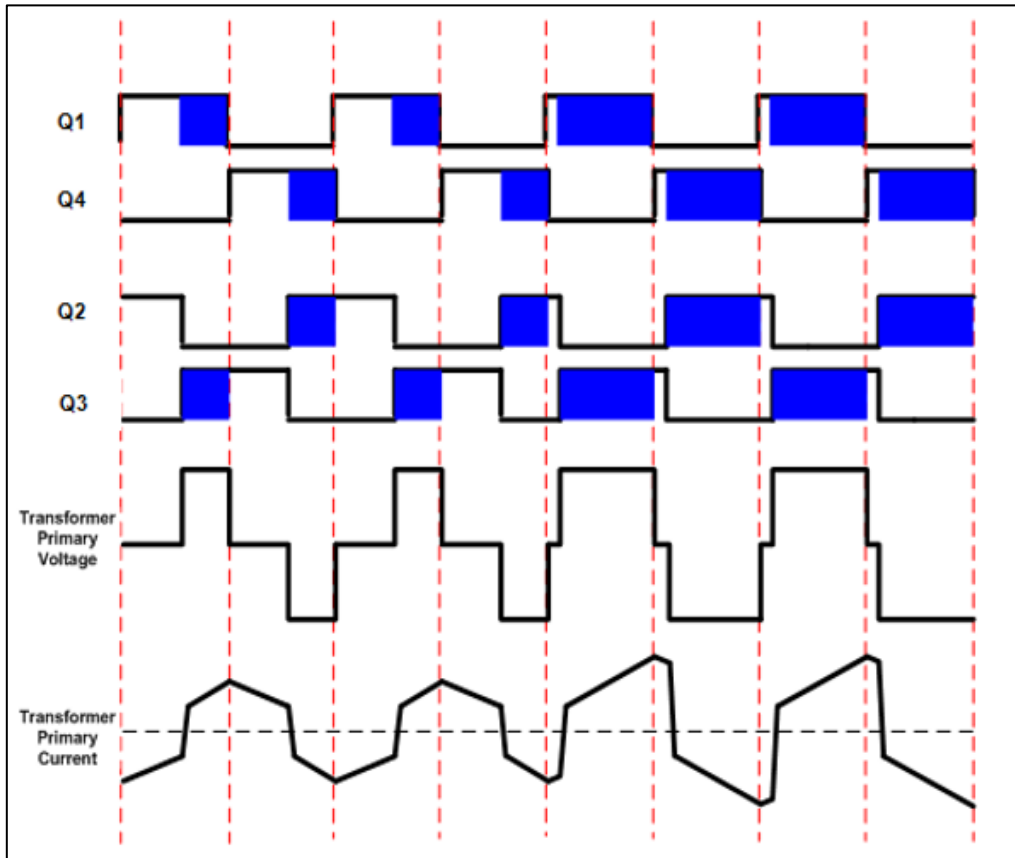 Q1
Q4
Q2
Q3
Transformer
Primary
Voltage
Transformer
Primary
Current